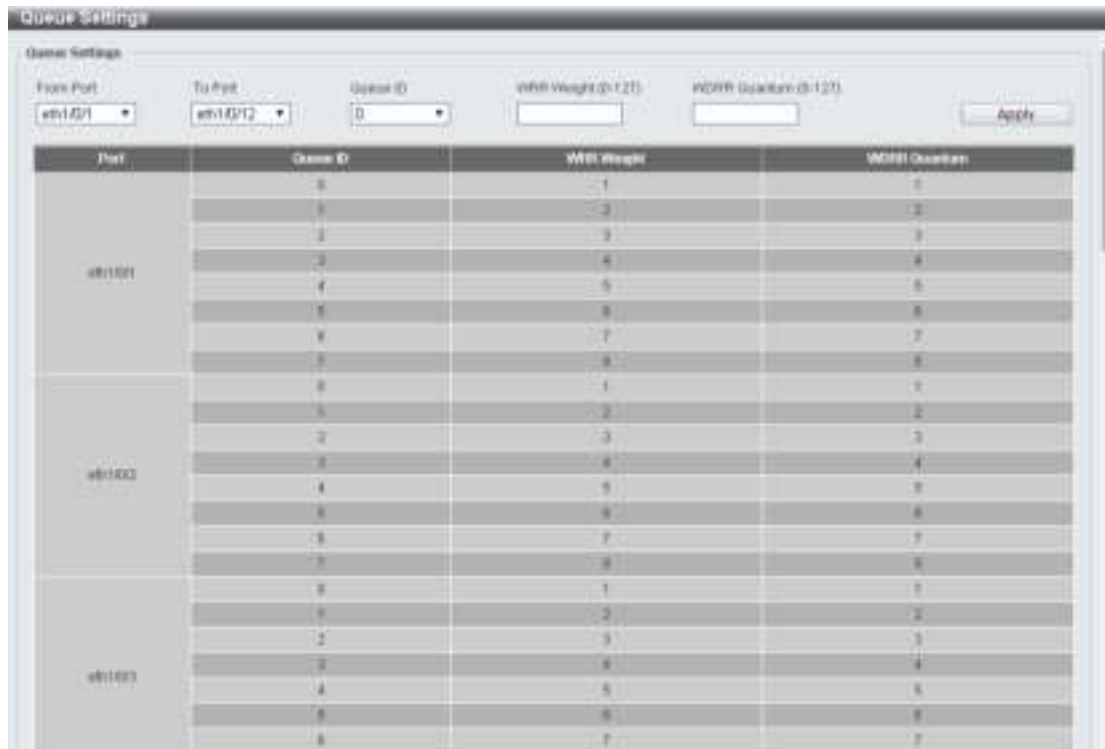 Queue Settings
Queue Settings
From Port To Port Queue ID WRR Weight (0-127) WDRR Quantum (0-127)
eth1/0/1 eth1/0/12 0 Apply
Port Queue ID WRR Weight WDRR Quantum
eth1/0/1
0 1 1
1 2 2
2 3 3
3 4 4
4 5 5
5 6 6
6 7 7
7 8 8
eth1/0/2
0 1 1
1 2 2
2 3 3
3 4 4
4 5 5
5 6 6
6 7 7
7 8 8
eth1/0/3
0 1 1
1 2 2
2 3 3
3 4 4
4 5 5
5 6 6
6 7 7